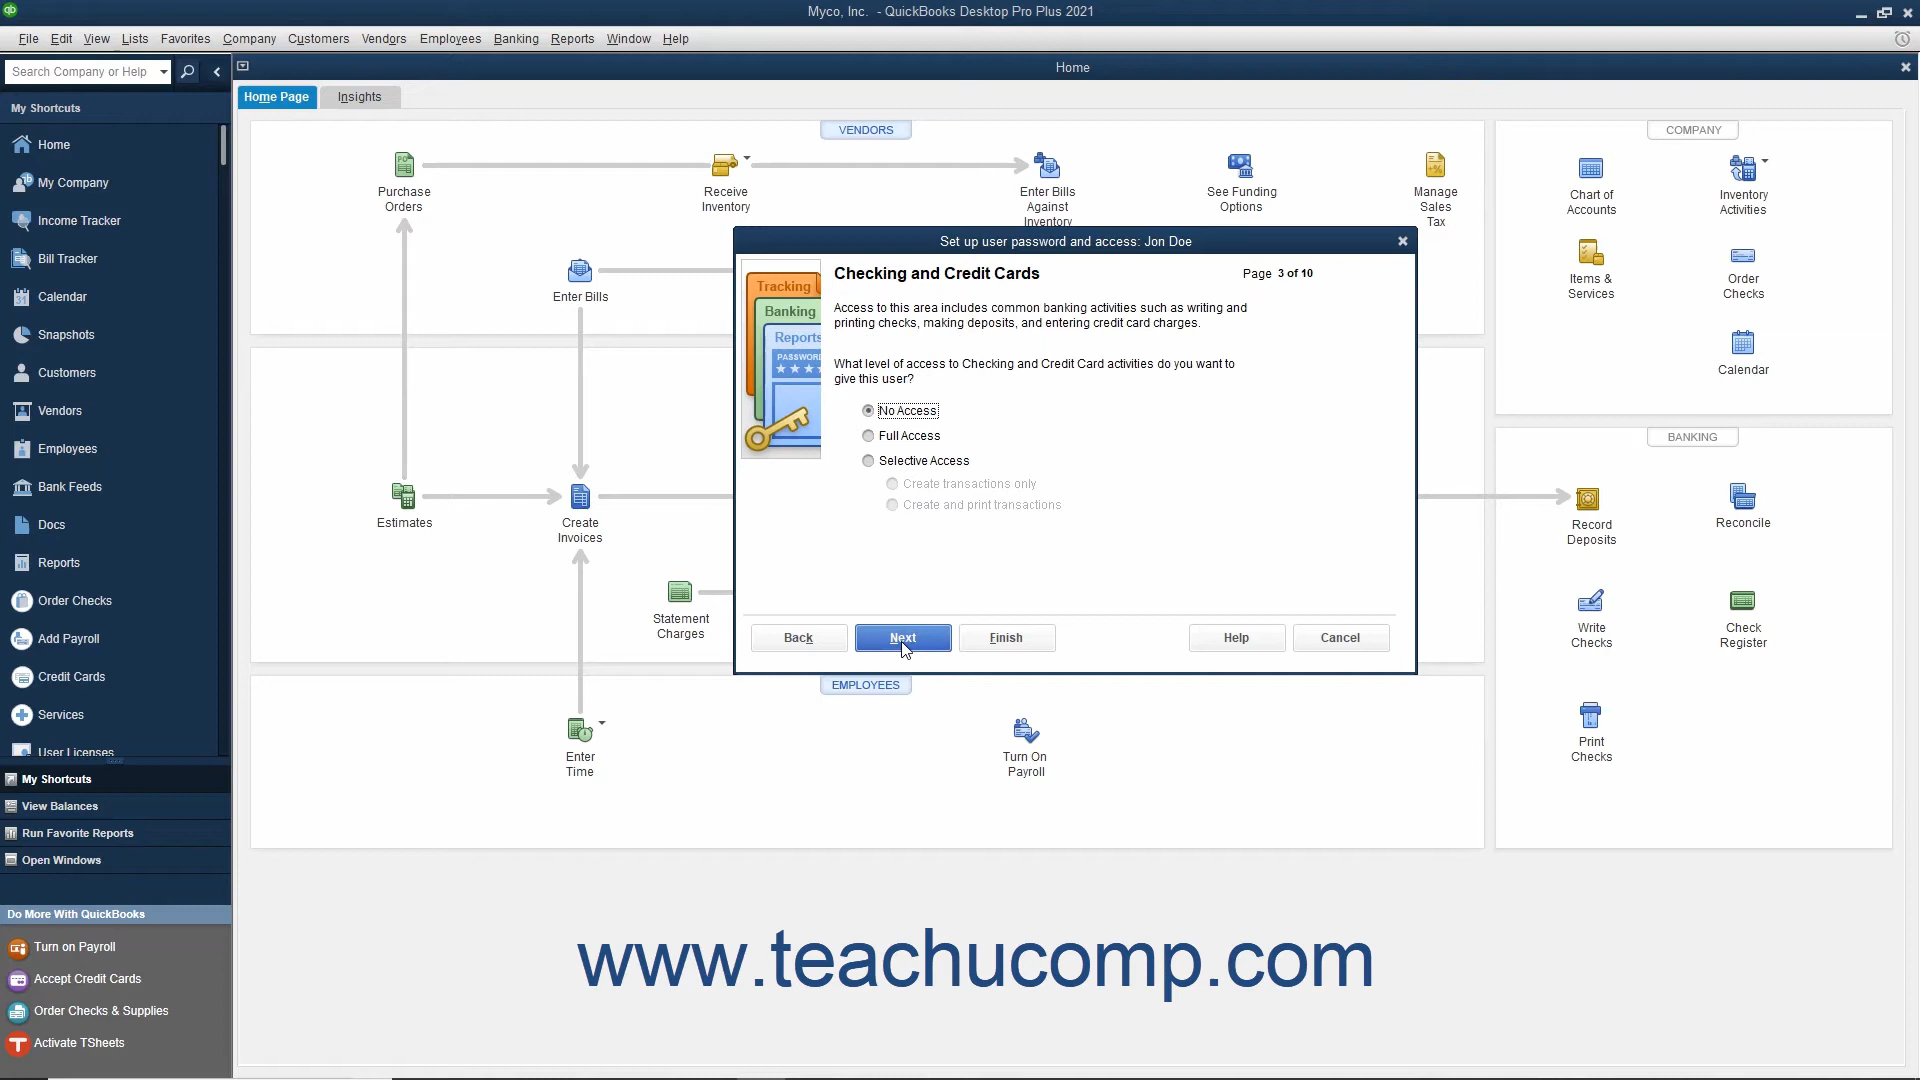 Myco, Inc. - QuickBooks Desktop Pro Plus 2021
File Edit View Lists Favorites Company Customers Vendors Employees Banking Reports Window Help
Search Company or Help
Home
Home Page
Insights
My Shortcuts
Home
My Company
Income Tracker
Bill Tracker
Calendar
Snapshots
Customers
Vendors
Employees
Bank Feeds
Docs
Reports
Order Checks
Add Payroll
Credit Cards
Services
User Licenses
My Shortcuts
View Balances
Run Favorite Reports
Open Windows
Do More With QuickBooks
Turn on Payroll
Accept Credit Cards
Order Checks & Supplies
Activate TSheets
VENDORS
Purchase
Orders
Receive
Inventory
Enter Bills
Against
Inventory
See Funding
Options
Manage
Sales
Tax
Enter Bills
Estimates
Create
Invoices
Statement
Charges
EMPLOYEES
Enter
Time
Turn On
Payroll
COMPANY
Chart of
Accounts
Inventory
Activities
Items &
Services
Order
Checks
Calendar
BANKING
Record
Deposits
Reconcile
Write
Checks
Check
Register
Print
Checks
Set up user password and access: Jon Doe
Tracking
Banking
Reports
PASSWORD
Checking and Credit Cards
Page 3 of 10
Access to this area includes common banking activities such as writing and
printing checks, making deposits, and entering credit card charges.
What level of access to Checking and Credit Card activities do you want to
give this user?
No Access
Full Access
Selective Access
Create transactions only
Create and print transactions
Back Next Finish Help Cancel
www.teachucomp.com